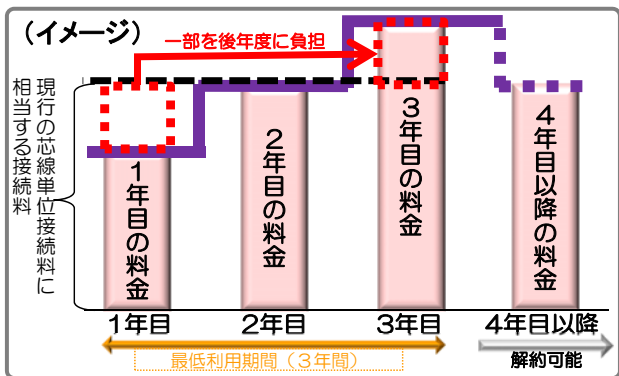 （イメージ）
一部を後年度に負担
現行の芯線単位接続料に
相当する接続料
1年目の料金
2年目の料金
3年目の料金
4年目以降の料金
1年目
2年目
3年目
4年目以降
最低利用期間（3年間）
解約可能